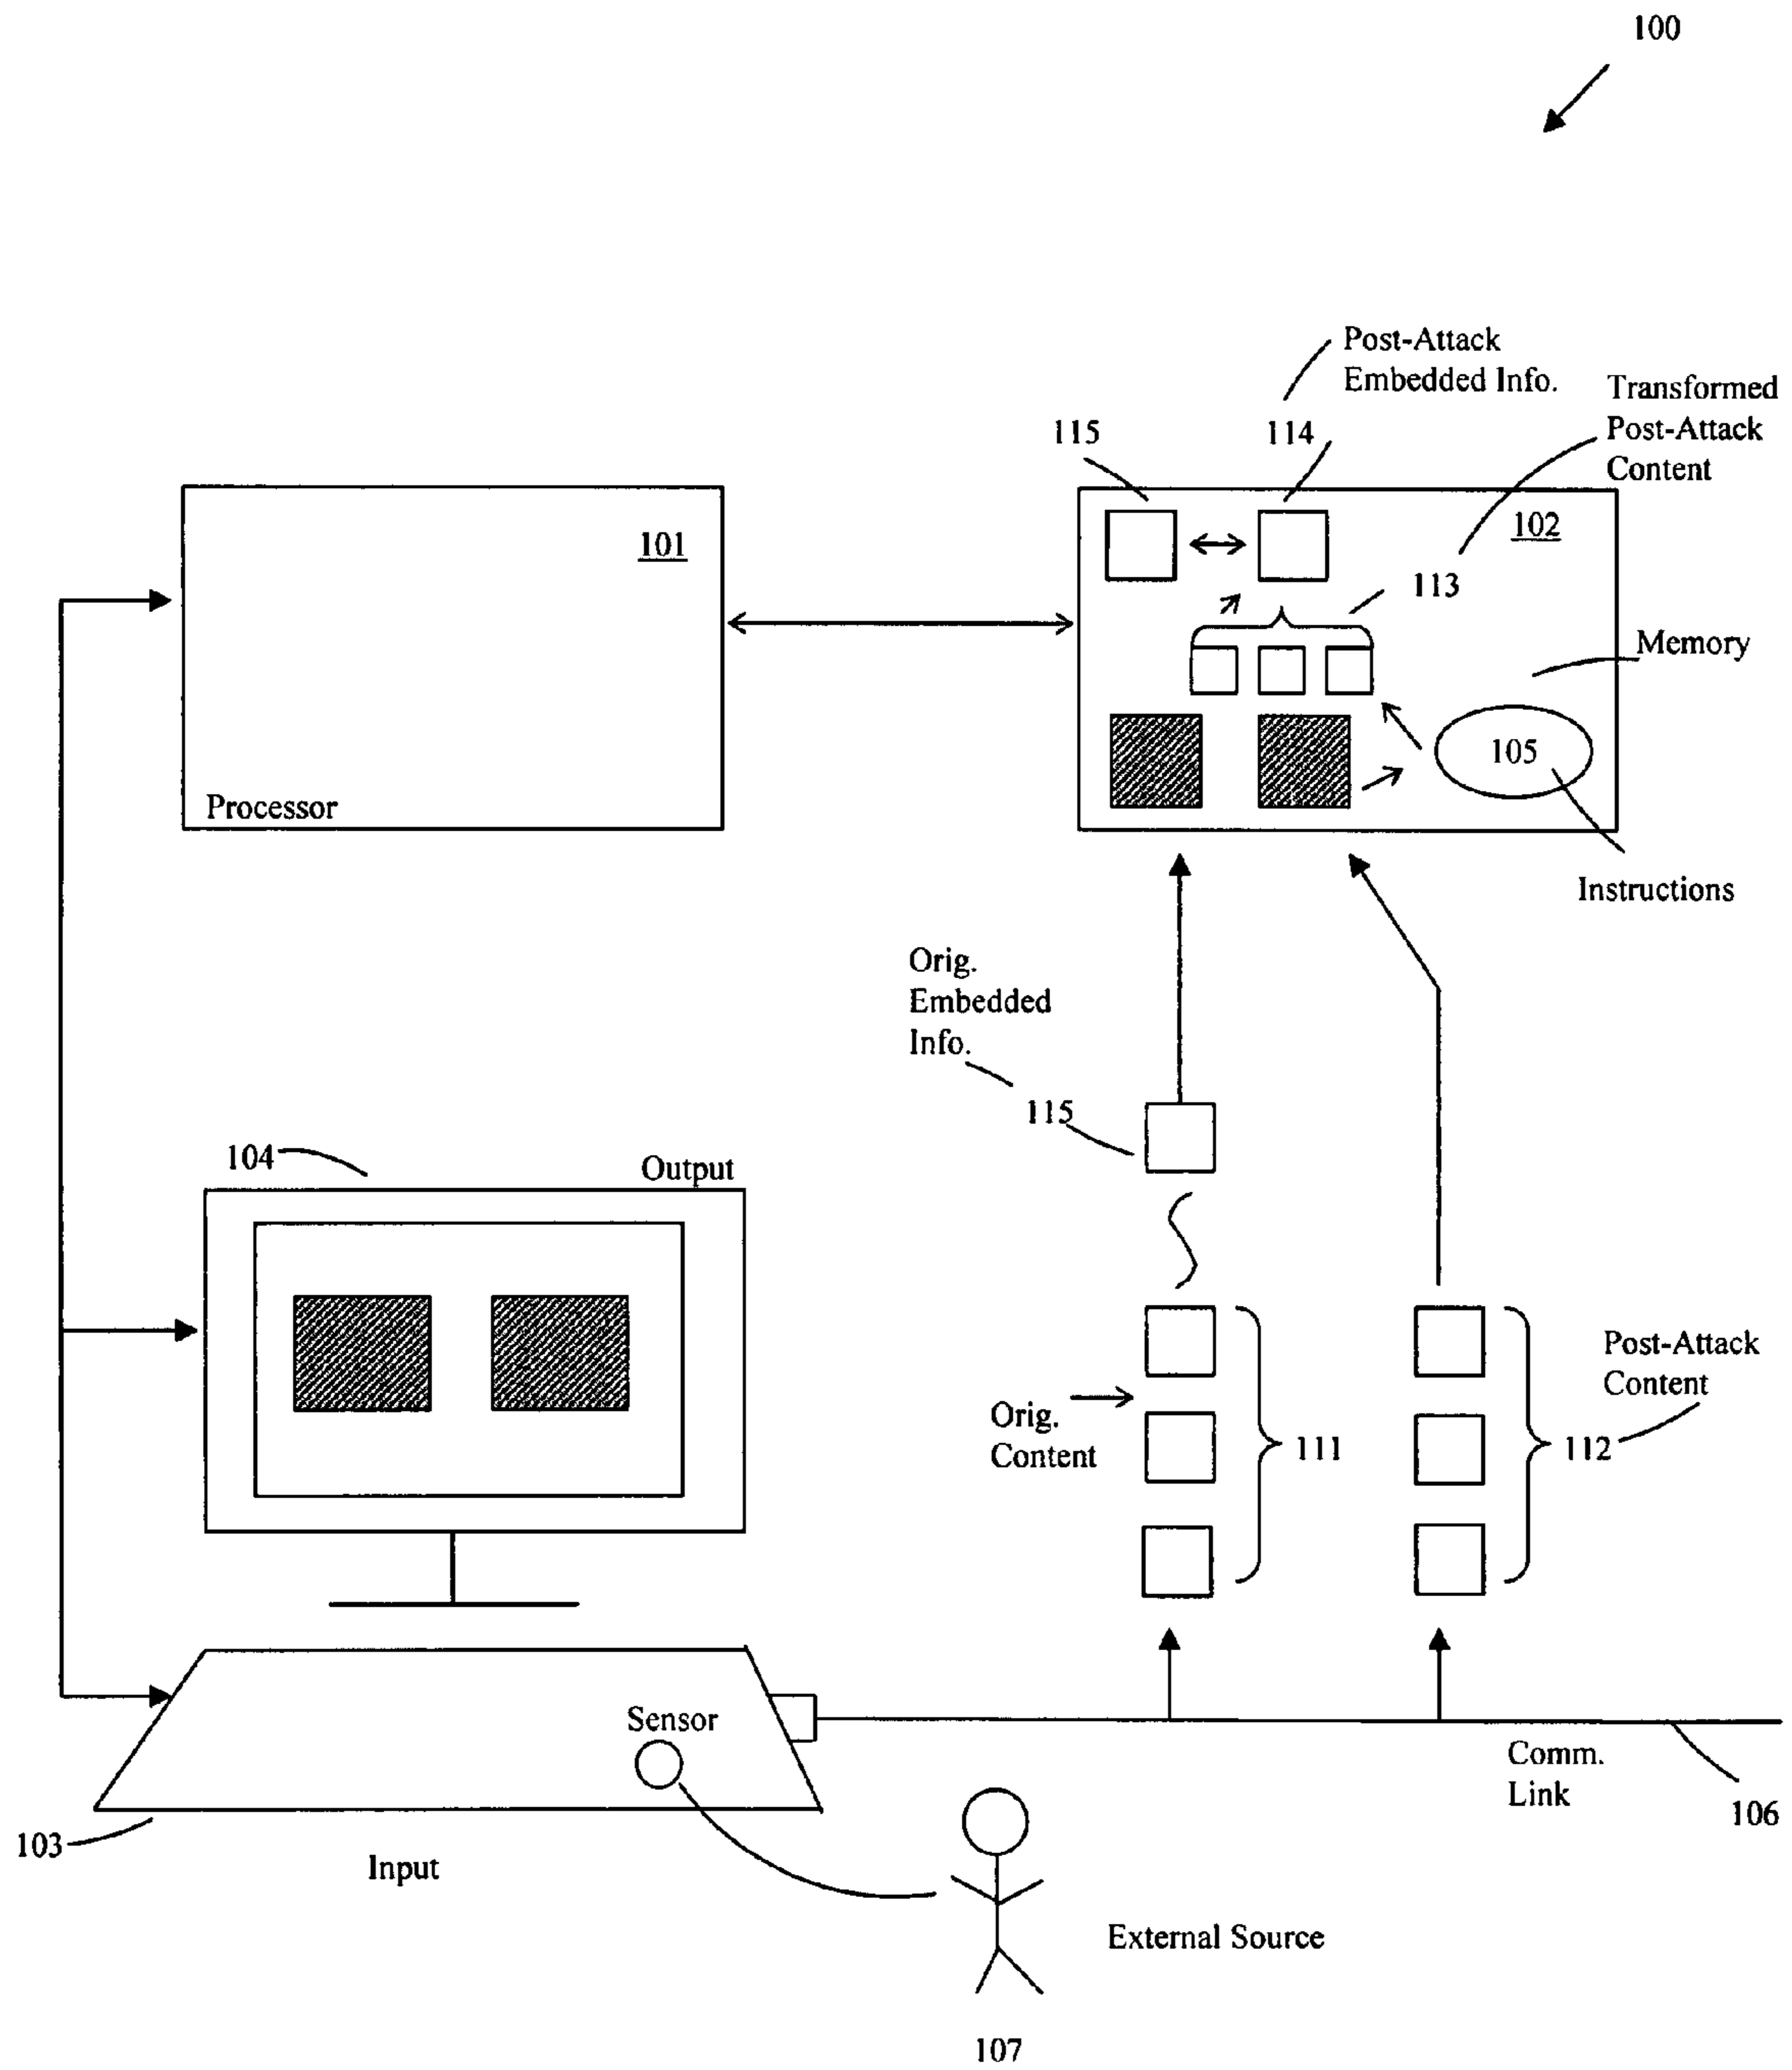 100
Post-Attack
Embedded Info.
Transformed
Post-Attack
Content
115
114
102
101
113
Memory
105
Processor
Instructions
Orig.
Embedded
Info.
115
104
Output
Post-Attack
Content
Orig.
Content
111
112
Sensor
Comm.
Link
106
103
Input
External Source
107